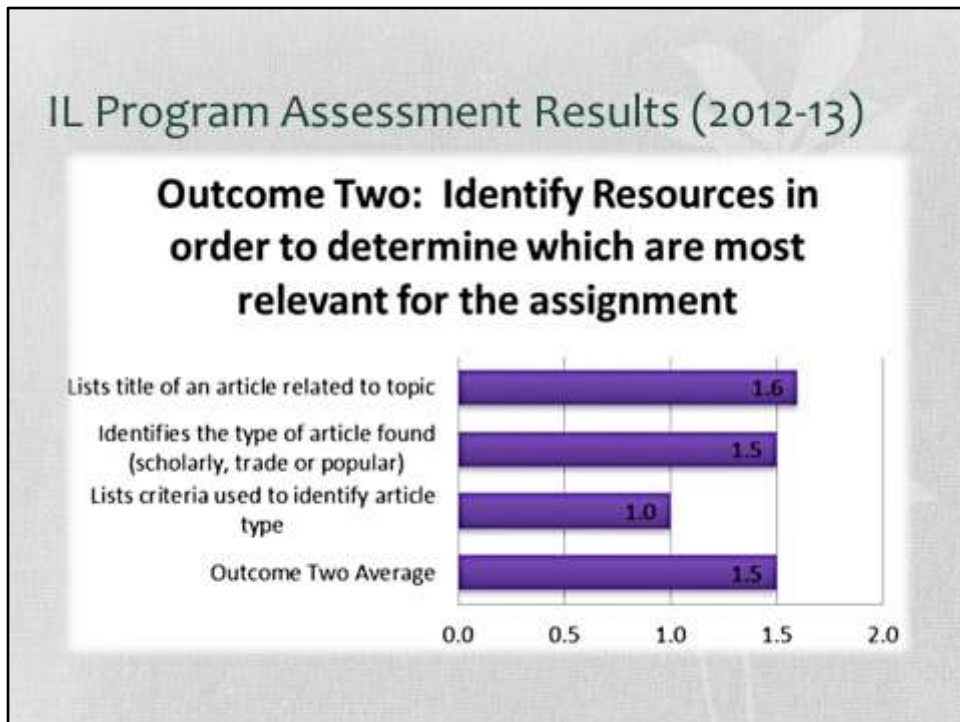 IL Program Assessment Results (2012-13)
Outcome Two: Identify Resources in
order to determine which are most
relevant for the assignment
Lists title of an article related to topic
1.6
Identifies the type of article found
(scholarly, trade or popular)
1.5
Lists criteria used to identify article
type
1.0
Outcome Two Average
1.5
0.0 0.5 1.0 1.5 2.0